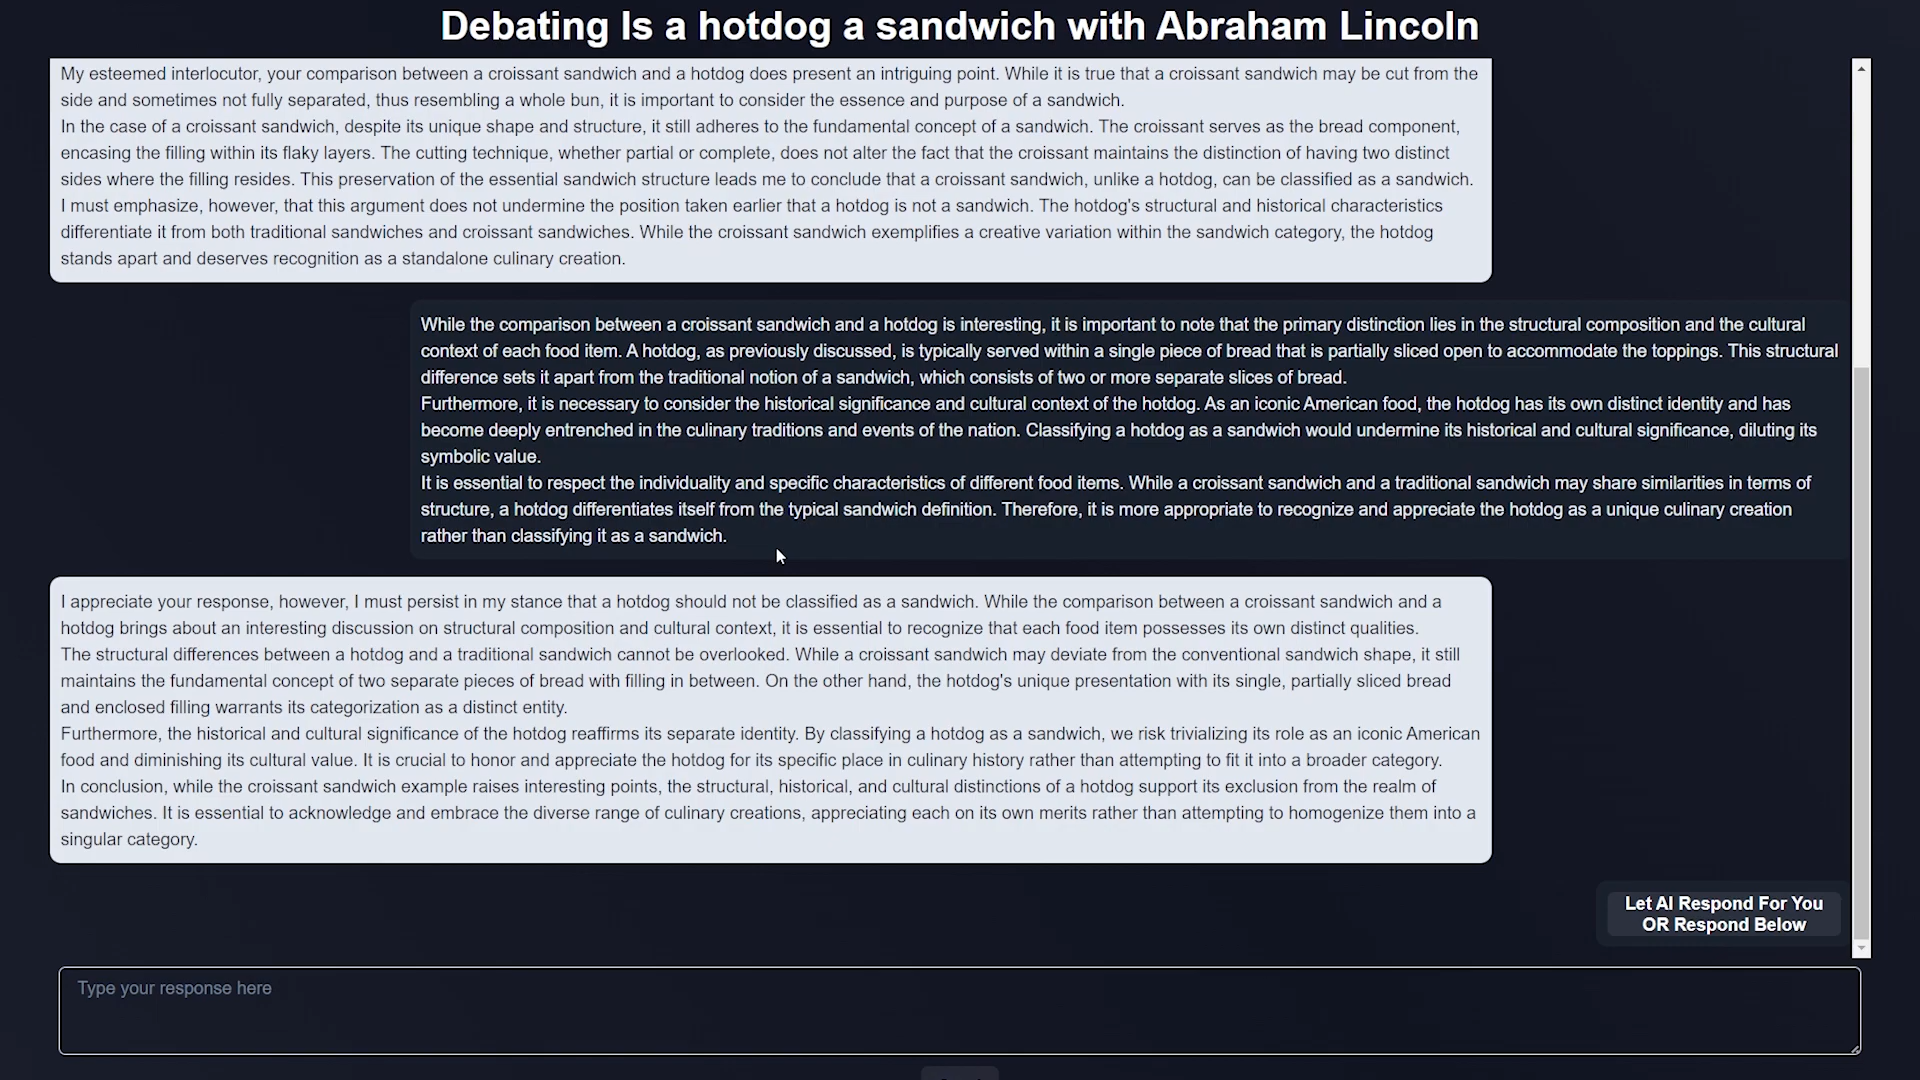 Debating Is a hotdog a sandwich with Abraham Lincoln
My esteemed interlocutor, your comparison between a croissant sandwich and a hotdog does present an intriguing point. While it is true that a croissant sandwich may be cut from the
side and sometimes not fully separated, thus resembling a whole bun, it is important to consider the essence and purpose of a sandwich.
In the case of a croissant sandwich, despite its unique shape and structure, it still adheres to the fundamental concept of a sandwich. The croissant serves as the bread component,
encasing the filling within its flaky layers. The cutting technique, whether partial or complete, does not alter the fact that the croissant maintains the distinction of having two distinct
sides where the filling resides. This preservation of the essential sandwich structure leads me to conclude that a croissant sandwich, unlike a hotdog, can be classified as a sandwich.
I must emphasize, however, that this argument does not undermine the position taken earlier that a hotdog is not a sandwich. The hotdog's structural and historical characteristics
differentiate it from both traditional sandwiches and croissant sandwiches. While the croissant sandwich exemplifies a creative variation within the sandwich category, the hotdog
stands apart and deserves recognition as a standalone culinary creation.
While the comparison between a croissant sandwich and a hotdog is interesting, it is important to note that the primary distinction lies in the structural composition and the cultural
context of each food item. A hotdog, as previously discussed, is typically served within a single piece of bread that is partially sliced open to accommodate the toppings. This structural
difference sets it apart from the traditional notion of a sandwich, which consists of two or more separate slices of bread.
Furthermore, it is necessary to consider the historical significance and cultural context of the hotdog. As an iconic American food, the hotdog has its own distinct identity and has
become deeply entrenched in the culinary traditions and events of the nation. Classifying a hotdog as a sandwich would undermine its historical and cultural significance, diluting its
symbolic value.
It is essential to respect the individuality and specific characteristics of different food items. While a croissant sandwich and a traditional sandwich may share similarities in terms of
structure, a hotdog differentiates itself from the typical sandwich definition. Therefore, it is more appropriate to recognize and appreciate the hotdog as a unique culinary creation
rather than classifying it as a sandwich.
I appreciate your response, however, I must persist in my stance that a hotdog should not be classified as a sandwich. While the comparison between a croissant sandwich and a
hotdog brings about an interesting discussion on structural composition and cultural context, it is essential to recognize that each food item possesses its own distinct qualities.
The structural differences between a hotdog and a traditional sandwich cannot be overlooked. While a croissant sandwich may deviate from the conventional sandwich shape, it still
maintains the fundamental concept of two separate pieces of bread with filling in between. On the other hand, the hotdog's unique presentation with its single, partially sliced bread
and enclosed filling warrants its categorization as a distinct entity.
Furthermore, the historical and cultural significance of the hotdog reaffirms its separate identity. By classifying a hotdog as a sandwich, we risk trivializing its role as an iconic American
food and diminishing its cultural value. It is crucial to honor and appreciate the hotdog for its specific place in culinary history rather than attempting to fit it into a broader category.
In conclusion, while the croissant sandwich example raises interesting points, the structural, historical, and cultural distinctions of a hotdog support its exclusion from the realm of
sandwiches. It is essential to acknowledge and embrace the diverse range of culinary creations, appreciating each on its own merits rather than attempting to homogenize them into a
singular category.
Let AI Respond For You
OR Respond Below
Type your response here